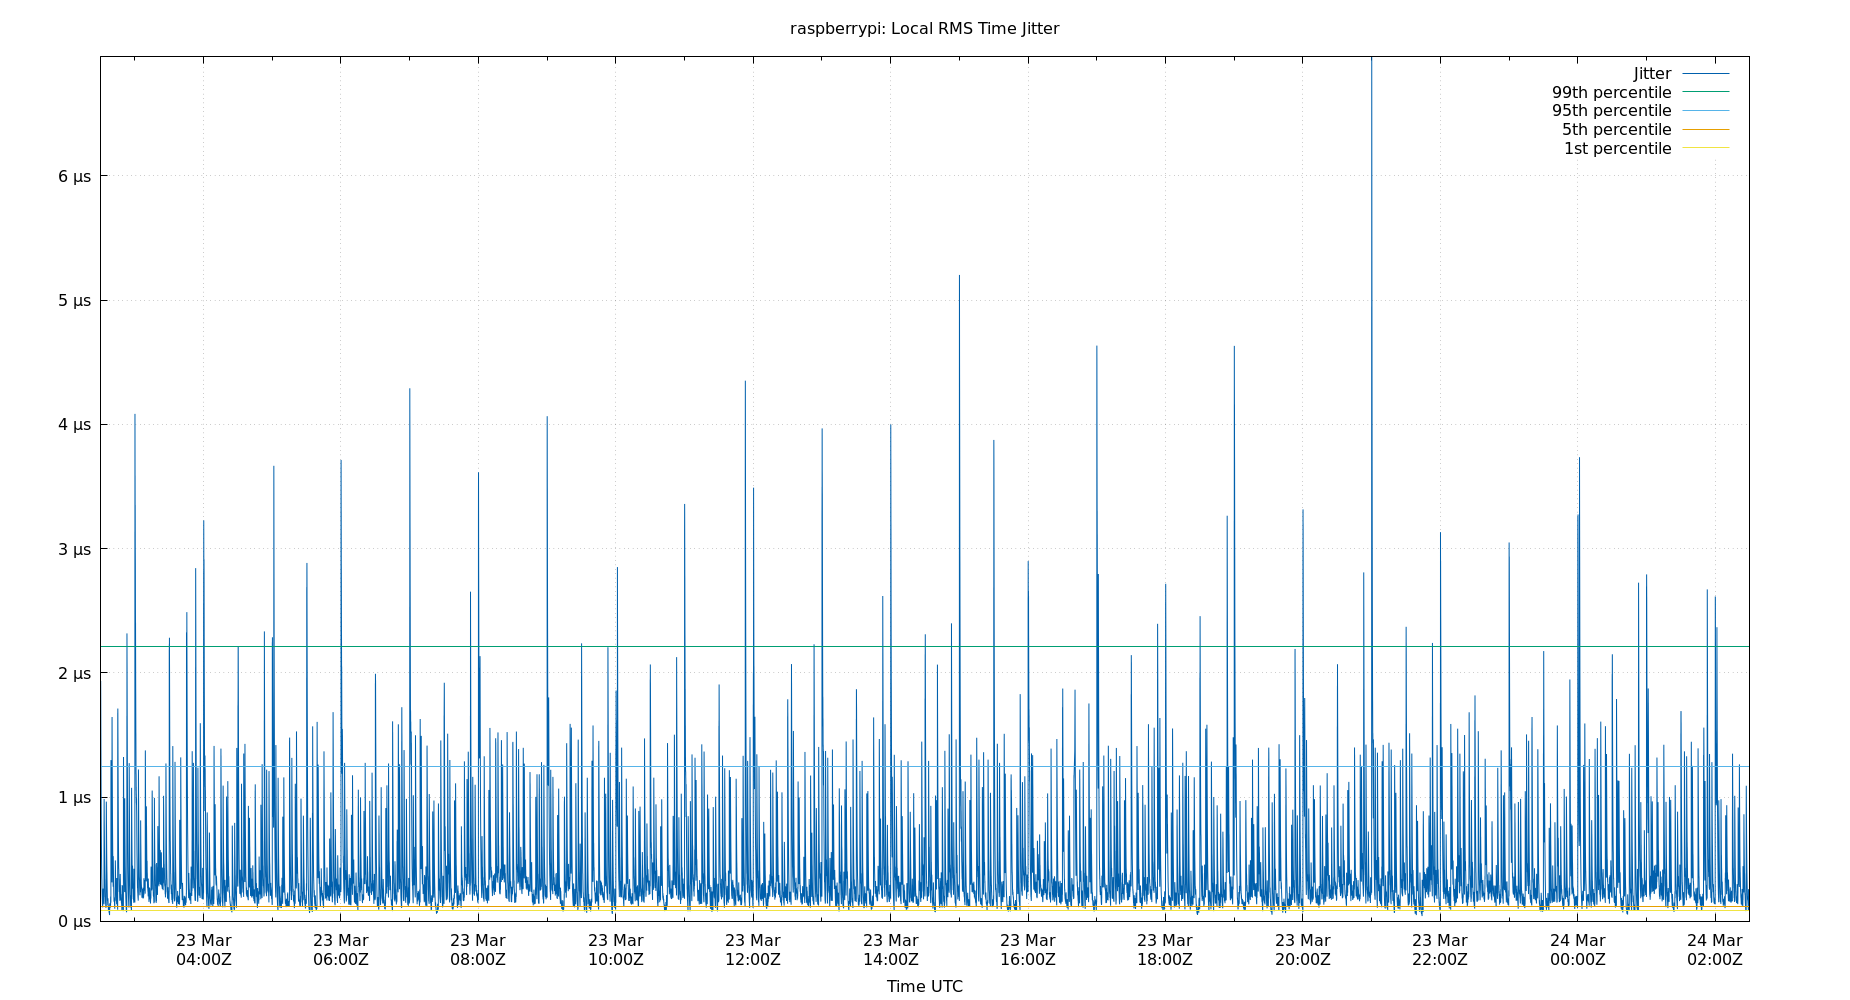 raspberrypi: Local RMS Time Jitter
Jitter
99th percentile
95th percentile
5th percentile
1st percentile
6 µs
5 µs
4 µs
3 µs
2 µs
1 µs
0 µs
23 Mar 23 Mar 23 Mar 23 Mar 23 Mar 23 Mar 23 Mar 23 Mar 23 Mar 23 Mar 24 Mar 24 Mar
04:00Z 06:00Z 08:00Z 10:00Z 12:00Z 14:00Z 16:00Z 18:00Z 20:00Z 22:00Z 00:00Z 02:00Z
Time UTC